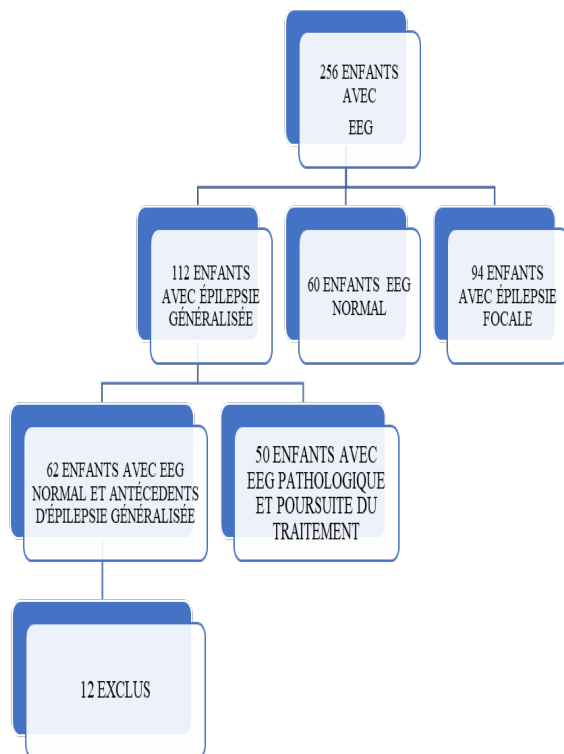 256 ENFANTS
AVEC
EEG
112 ENFANTS
AVEC ÉPILEPSIE
GÉNÉRALISÉE
60 ENFANTS EEG
NORMAL
94 ENFANTS
AVEC ÉPILEPSIE
FOCALE
62 ENFANTS AVEC EEG
NORMAL ET ANTÉCEDENTS
D'ÉPILEPSIE GÉNÉRALISÉE
50 ENFANTS AVEC
EEG PATHOLOGIQUE
ET POURSUITE DU
TRAITEMENT
12 EXCLUS